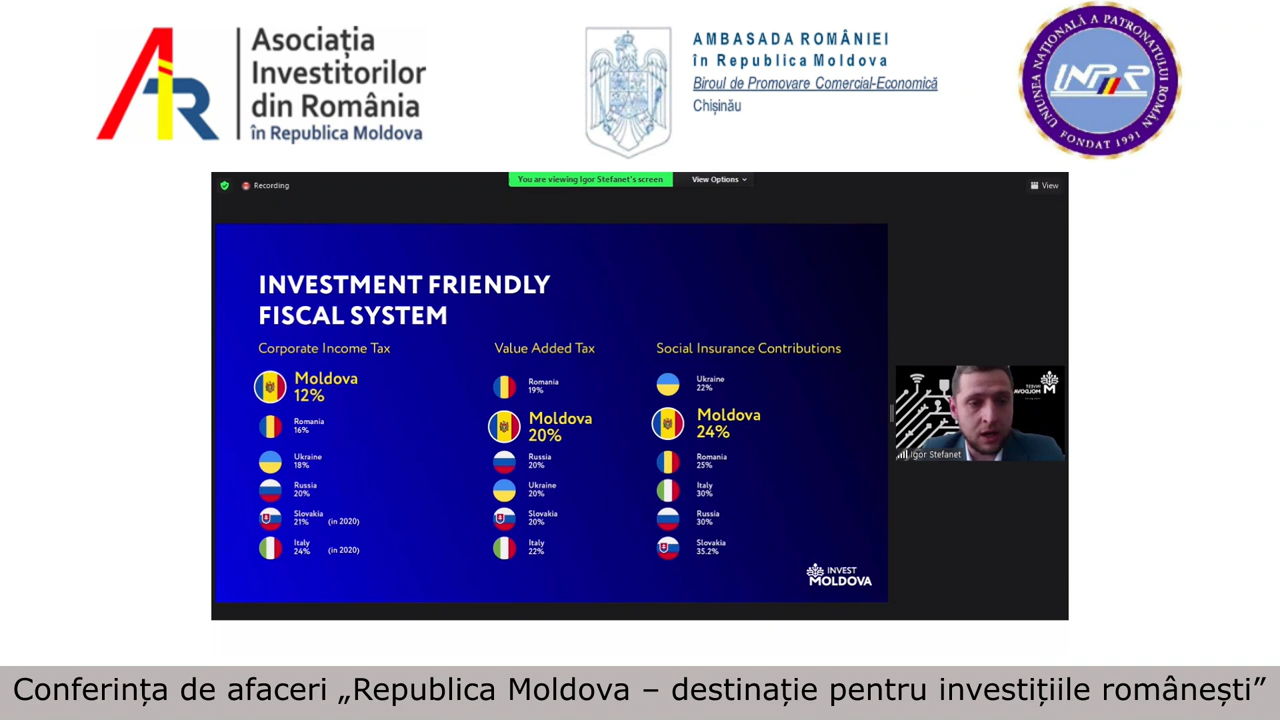 Asociația
Investitorilor
din România
în Republica Moldova
AMBASADA ROMÂNIEI
în Republica Moldova
Biroul de Promovare Comercial-Economică
Chișinău
UNIUNEA NAȚIONALĂ A PATRONATULUI ROMÂN
UNPR
FONDAT 1991
Recording
You are viewing Igor Stefanet's screen
View Options
View
INVESTMENT FRIENDLY
FISCAL SYSTEM
Corporate Income Tax
Moldova
12%
Romania
16%
Ukraine
18%
Russia
20%
Slovakia
21% (in 2020)
Italy
24% (in 2020)
Value Added Tax
Romania
19%
Moldova
20%
Russia
20%
Ukraine
20%
Slovakia
20%
Italy
22%
Social Insurance Contributions
Ukraine
22%
Moldova
24%
Romania
25%
Italy
30%
Russia
30%
Slovakia
35.2%
INVEST
MOLDOVA
INVEST
MOLDOVA
Igor Stefanet
Conferința de afaceri „Republica Moldova – destinație pentru investițiile românești”